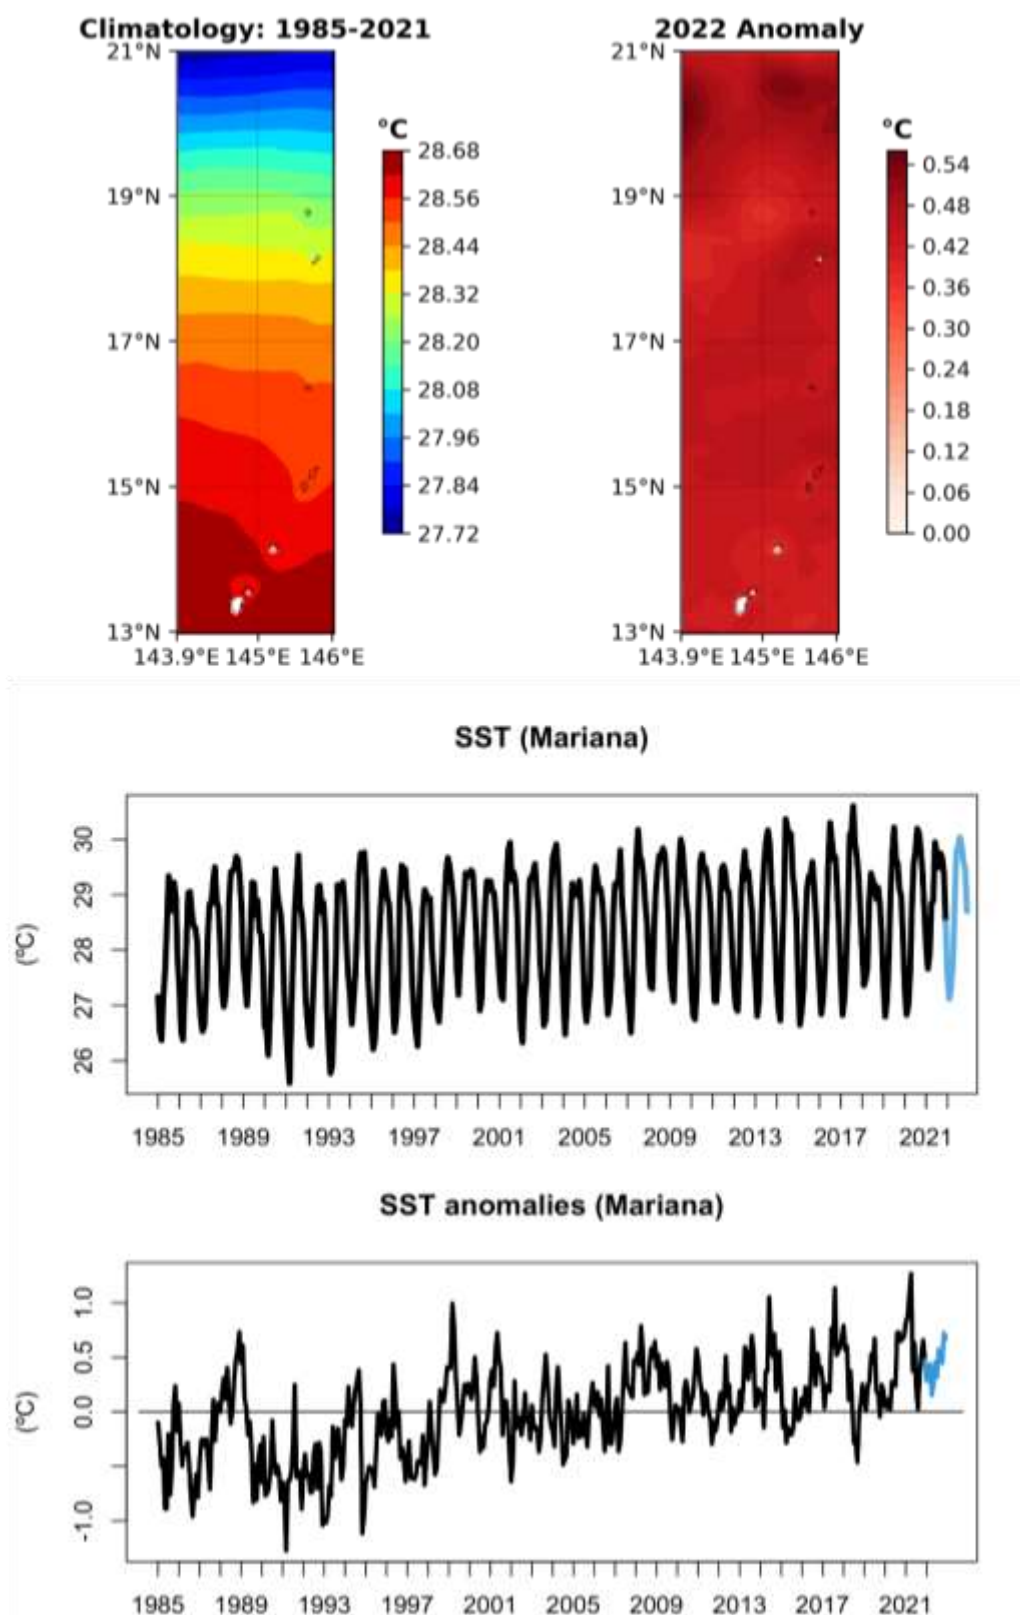 Climatology: 1985-2021 2022 Anomaly
21°N 21°N
°C °C
28.68
0.54
28.56
19°N 19°N
0.48
28.44 0.42
28.32 0.36
17°N 28.20 17°N 0.30
28.08 0.24
0.18
27.96
0.12
15°N 27.84 15°N
0.06
27.72 0.00
13°N 13°N
143.9°E 145°E 146°E 143.9°E 145°E 146°E
SST (Mariana)
30
29
28
27
26
(°C)
1985 1989 1993 1997 2001 2005 2009 2013 2017 2021
SST anomalies (Mariana)
1.0
0.5
0.0
-1.0
(°C)
1985 1989 1993 1997 2001 2005 2009 2013 2017 2021